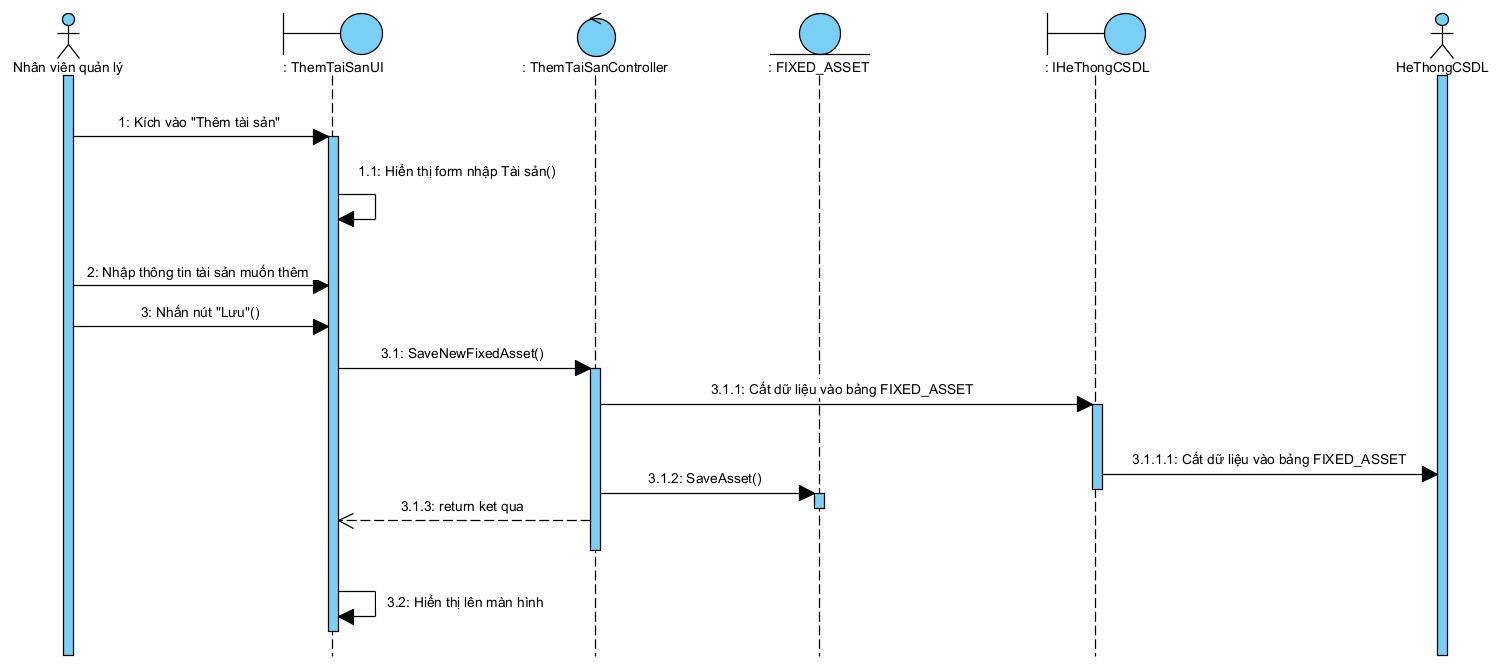 Nhân viên quản lý
: ThemTaiSanUI
: ThemTaiSanController
: FIXED_ASSET
: IHeThongCSDL
HeThongCSDL
1: Kích vào "Thêm tài sản"
1.1: Hiển thị form nhập Tài sản()
2: Nhập thông tin tài sản muốn thêm
3: Nhấn nút "Lưu"()
3.1: SaveNewFixedAsset()
3.1.1: Cất dữ liệu vào bảng FIXED_ASSET
3.1.1.1: Cất dữ liệu vào bảng FIXED_ASSET
3.1.2: SaveAsset()
3.1.3: return ket qua
3.2: Hiển thị lên màn hình